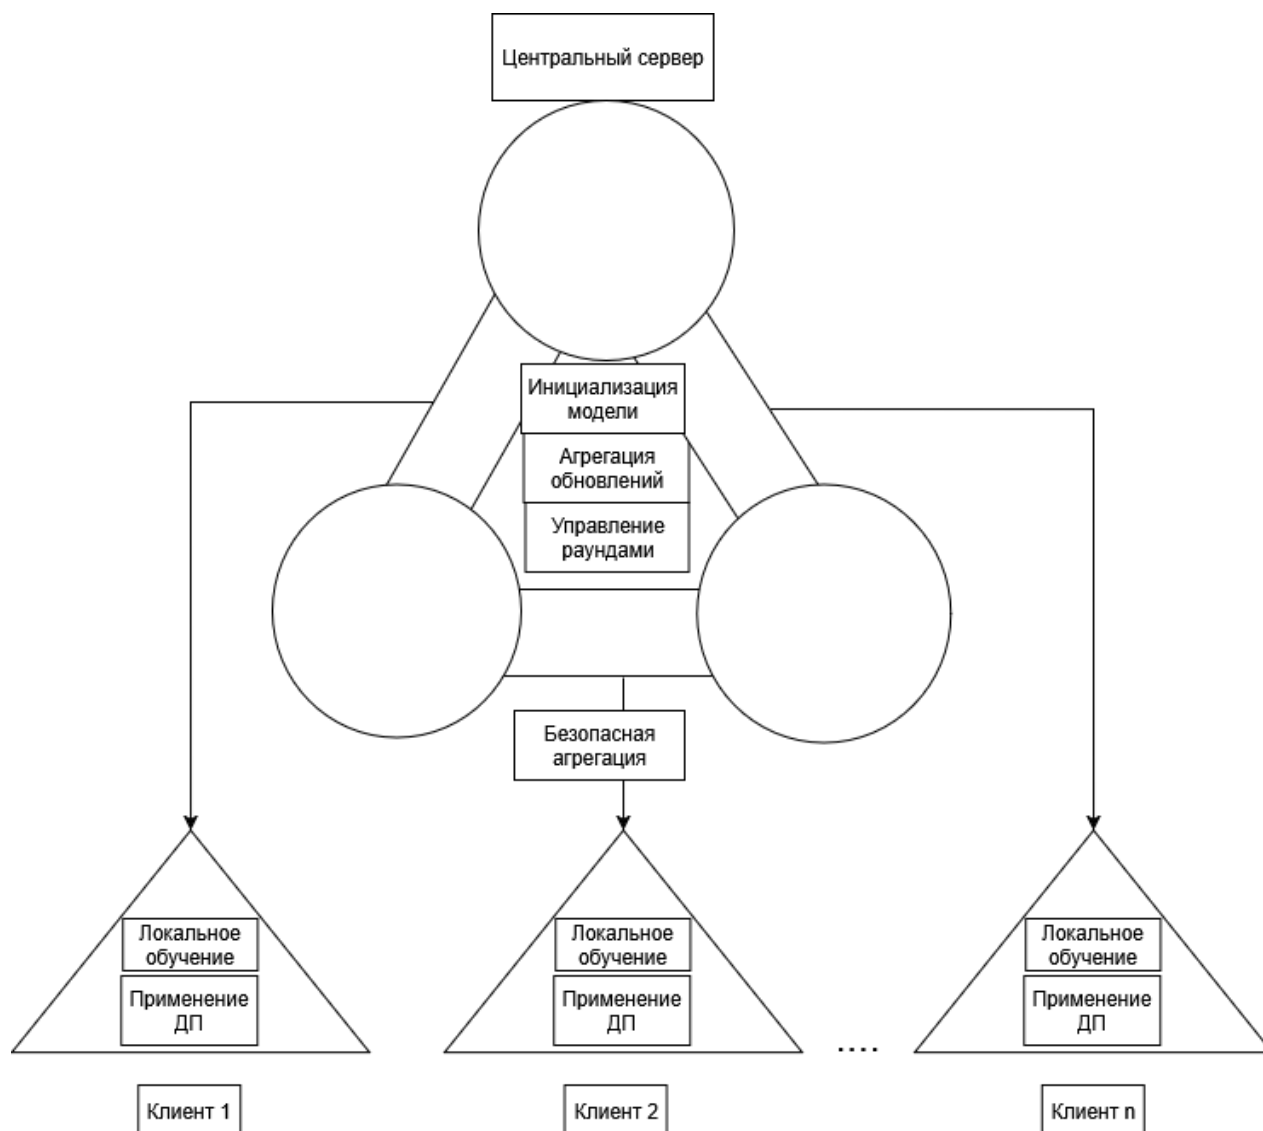 Центральный сервер
Инициализация
модели
Агрегация
обновлений
Управление
раундами
Безопасная
агрегация
Локальное
обучение
Применение
ДП
Локальное
обучение
Применение
ДП
....
Локальное
обучение
Применение
ДП
Клиент 1
Клиент 2
Клиент n